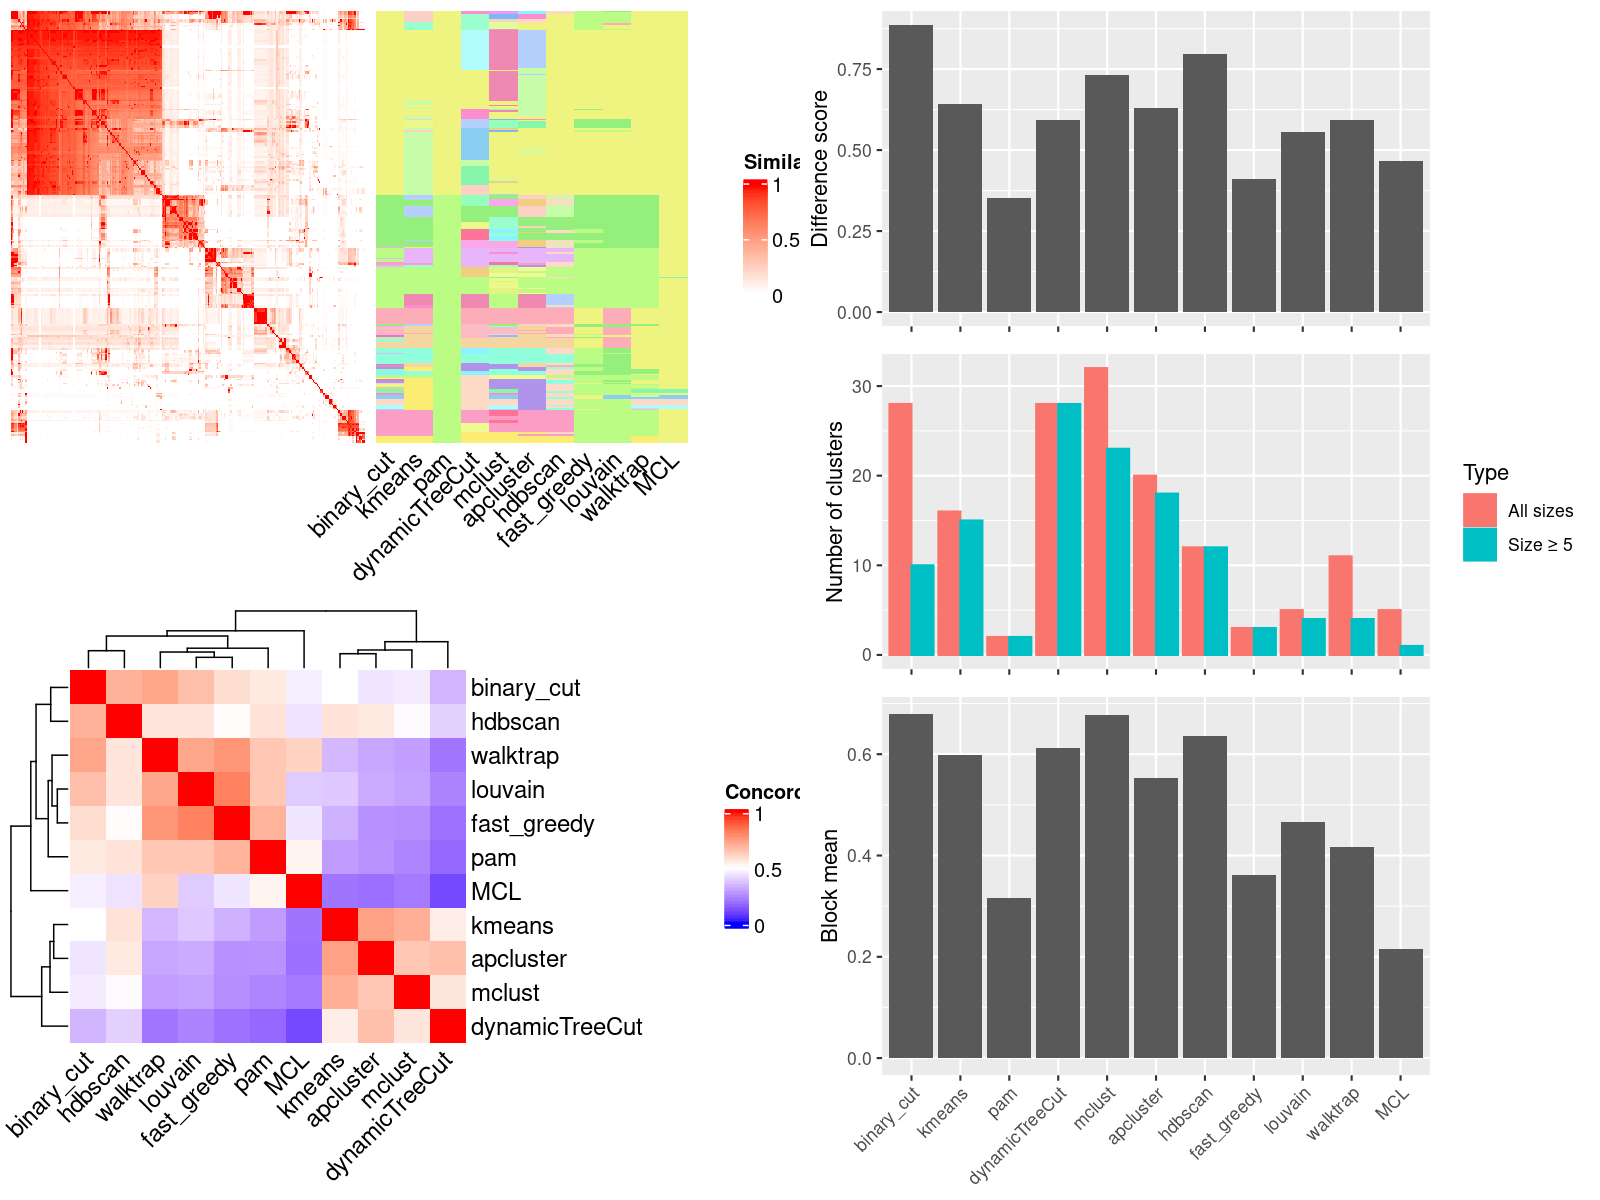 Simila
1
0.5
0
binary_cut
kmeans
pam
dynamicTreeCut
mclust
apcluster
hdbscan
fast_greedy
louvain
walktrap
MCL
Difference score
0.75
0.50
0.25
0.00
Number of clusters
30
20
10
0
Type
All sizes
Size ≥ 5
Block mean
0.6
0.4
0.2
0.0
binary_cut
kmeans
pam
dynamicTreeCut
mclust
apcluster
hdbscan
fast_greedy
louvain
walktrap
MCL
binary_cut
hdbscan
walktrap
louvain
fast_greedy
pam
MCL
kmeans
apcluster
mclust
dynamicTreeCut
Concord
1
0.5
0
binary_cut
hdbscan
walktrap
louvain
fast_greedy
pam
MCL
kmeans
apcluster
mclust
dynamicTreeCut